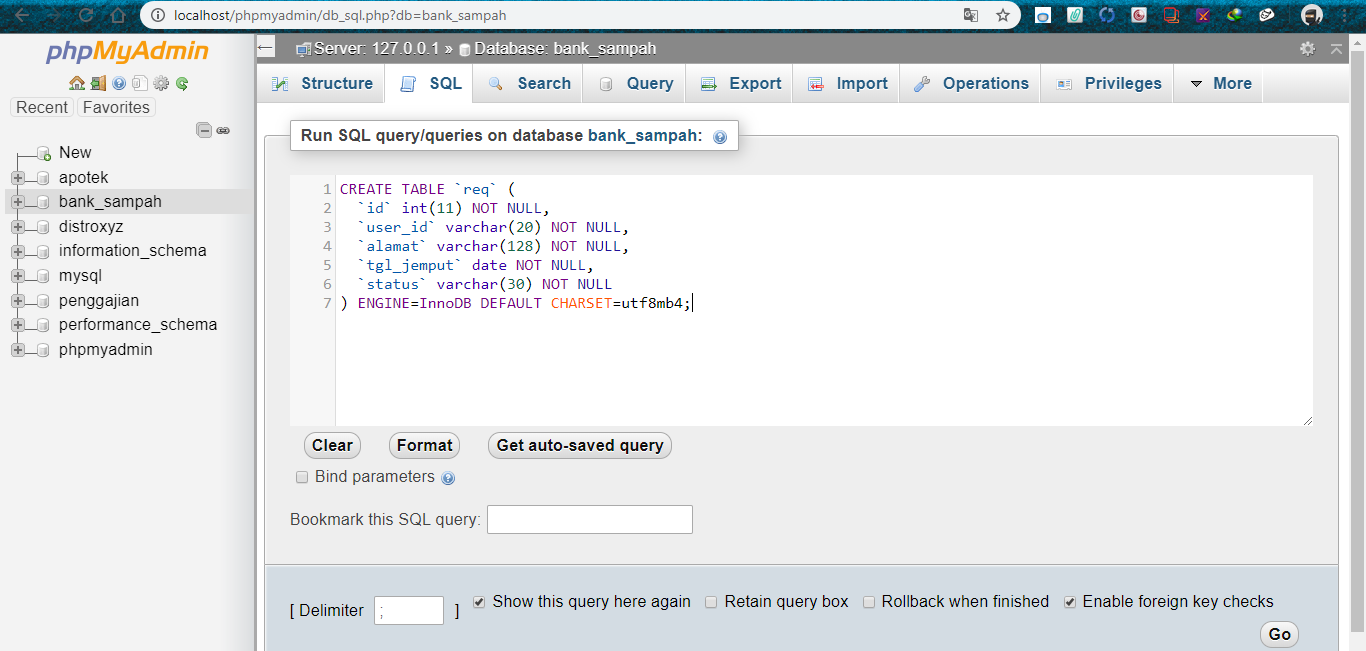 localhost/phpmyadmin/db_sql.php?db=bank_sampah
phpMyAdmin
Recent Favorites
New
apotek
bank_sampah
distroxyz
information_schema
mysql
penggajian
performance_schema
phpmyadmin
Server: 127.0.0.1 » Database: bank_sampah
Structure SQL Search Query Export Import Operations Privileges More
Run SQL query/queries on database bank_sampah:
1 CREATE TABLE `req` (
2 `id` int(11) NOT NULL,
3 `user_id` varchar(20) NOT NULL,
4 `alamat` varchar(128) NOT NULL,
5 `tgl_jemput` date NOT NULL,
6 `status` varchar(30) NOT NULL
7 ) ENGINE=InnoDB DEFAULT CHARSET=utf8mb4;
Clear Format Get auto-saved query
Bind parameters
Bookmark this SQL query:
[ Delimiter ; ] Show this query here again Retain query box Rollback when finished Enable foreign key checks
Go